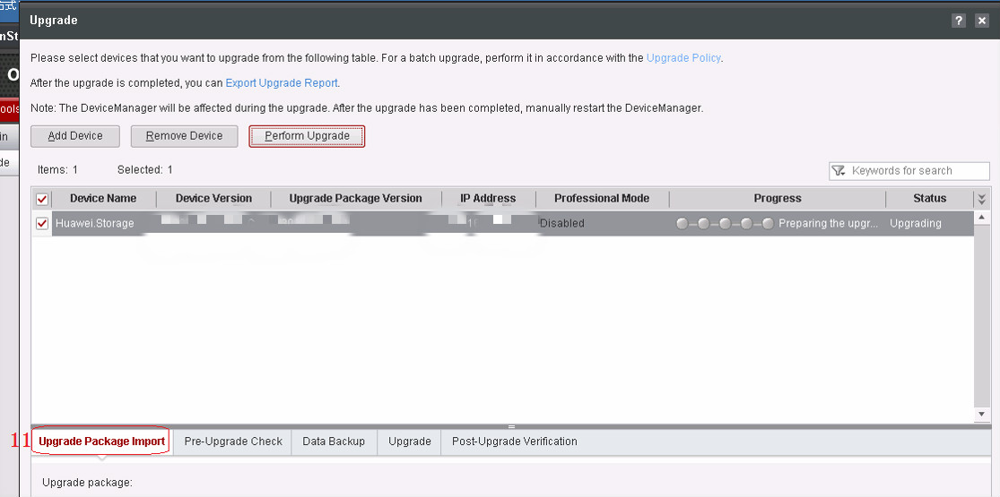 式
Upgrade
?
nSt
Please select devices that you want to upgrade from the following table. For a batch upgrade, perform it in accordance with the Upgrade Policy.
After the upgrade is completed, you can Export Upgrade Report.
ools
Note: The DeviceManager will be affected during the upgrade. After the upgrade has been completed, manually restart the DeviceManager.
in
Add Device Remove Device Perform Upgrade
de
Items: 1 Selected: 1 Keywords for search
Device Name Device Version Upgrade Package Version IP Address Professional Mode Progress Status
Huawei.Storage Disabled Preparing the upgr... Upgrading
11 Upgrade Package Import Pre-Upgrade Check Data Backup Upgrade Post-Upgrade Verification
Upgrade package: